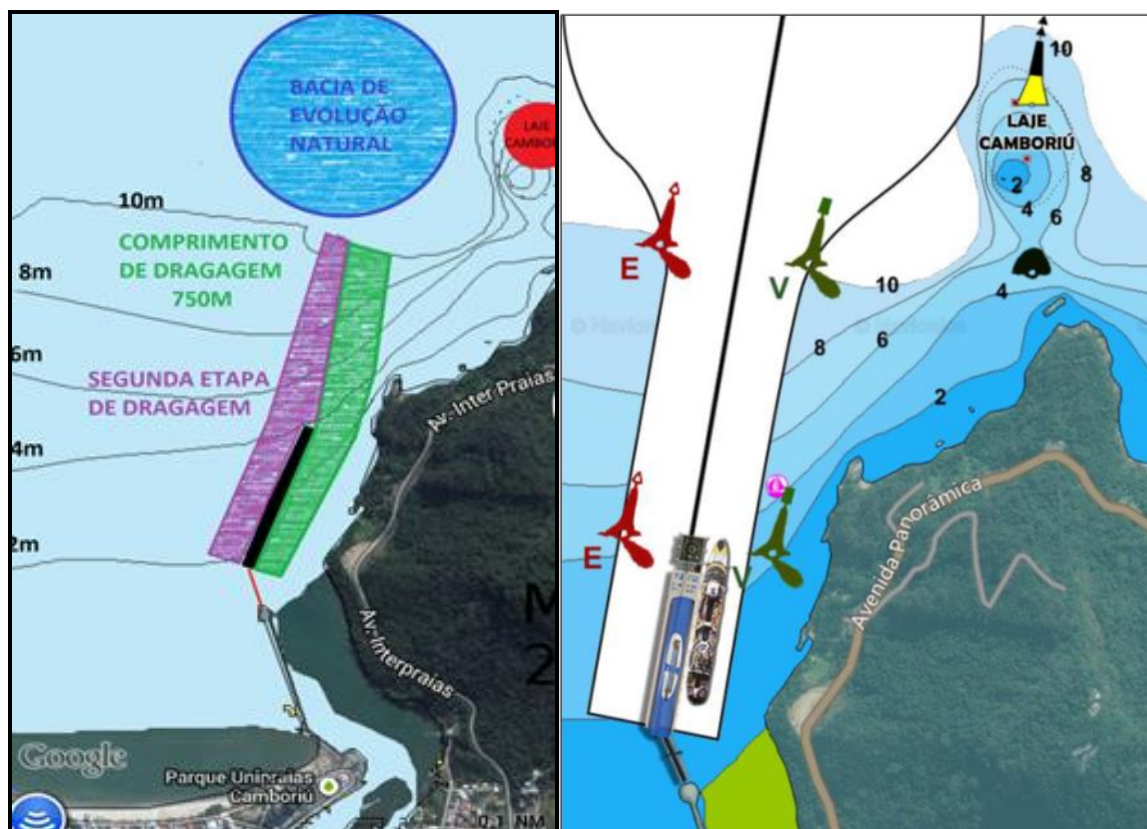 BACIA DE
EVOLUÇÃO
NATURAL
LAJE
10m
COMPRIMENTO
DE DRAGAGEM
750M
8m
6m
SEGUNDA ETAPA
DE DRAGAGEM
Av. Inter Praias
4m
2m
M
2
Av. Interpraias
Google
Parque Unipraias
Camboriú
0.1 NM
10
LAJE
CAMBORIÚ
8
2
4
6
E
V
10
4
8
6
2
Avenida Panorâmica
E
V